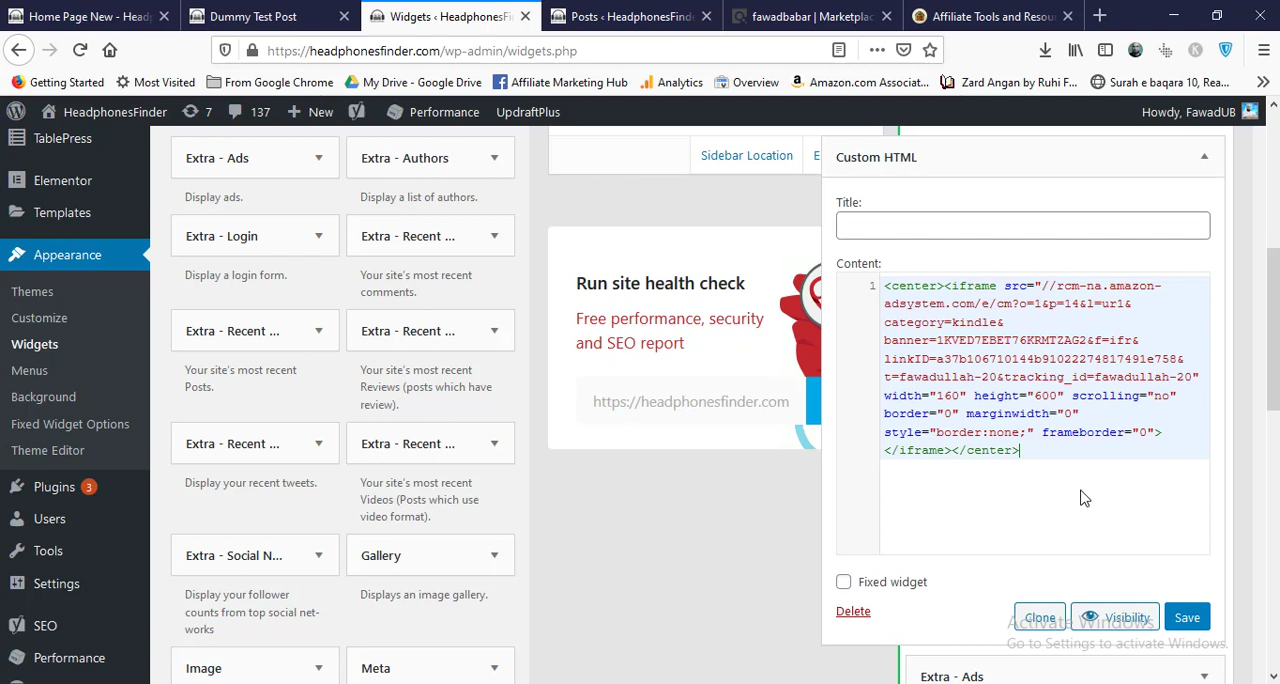 Home Page New - Head
Dummy Test Post
Widgets ‹ HeadphonesF
Posts ‹ HeadphonesFinde
fawadbabar | Marketplac
Affiliate Tools and Resou
https://headphonesfinder.com/wp-admin/widgets.php
Getting Started
Most Visited
From Google Chrome
My Drive - Google Drive
Affiliate Marketing Hub
Analytics
Overview
Amazon.com Associat...
Zard Angan by Ruhi F...
Surah e baqara 10, Rea...
HeadphonesFinder
7
137
New
Performance
UpdraftPlus
Howdy, FawadUB
TablePress
Elementor
Templates
Appearance
Themes
Customize
Widgets
Menus
Background
Fixed Widget Options
Theme Editor
Plugins 3
Users
Tools
Settings
SEO
Performance
Extra - Ads
Display ads.
Extra - Authors
Display a list of authors.
Extra - Login
Display a login form.
Extra - Recent ...
Your site's most recent
comments.
Extra - Recent ...
Your site's most recent
Posts.
Extra - Recent ...
Your site's most recent
Reviews (posts which have
review).
Extra - Recent ...
Display your recent tweets.
Extra - Recent ...
Your site's most recent
Videos (Posts which use
video format).
Extra - Social N...
Display your follower
counts from top social net-
works
Gallery
Displays an image gallery.
Image
Meta
Sidebar Location
E
Run site health check
Free performance, security
and SEO report
https://headphonesfinder.com
Custom HTML
Title:
Content:
1
<center><iframe src="//rcm-na.amazon-
adsystem.com/e/cm?o=1&p=14&l=ur1&
category=kindle&
banner=1KVED7EBET76KRMTZAG2&f=ifr&
linkID=a37b106710144b91022274817491e758&
t=fawadullah-20&tracking_id=fawadullah-20"
width="160" height="600" scrolling="no"
border="0" marginwidth="0"
style="border:none;" frameborder="0">
</iframe></center>
Fixed widget
Delete
Clone
Visibility
Save
Activate Windows
Go to Settings to activate Windows.
Extra - Ads